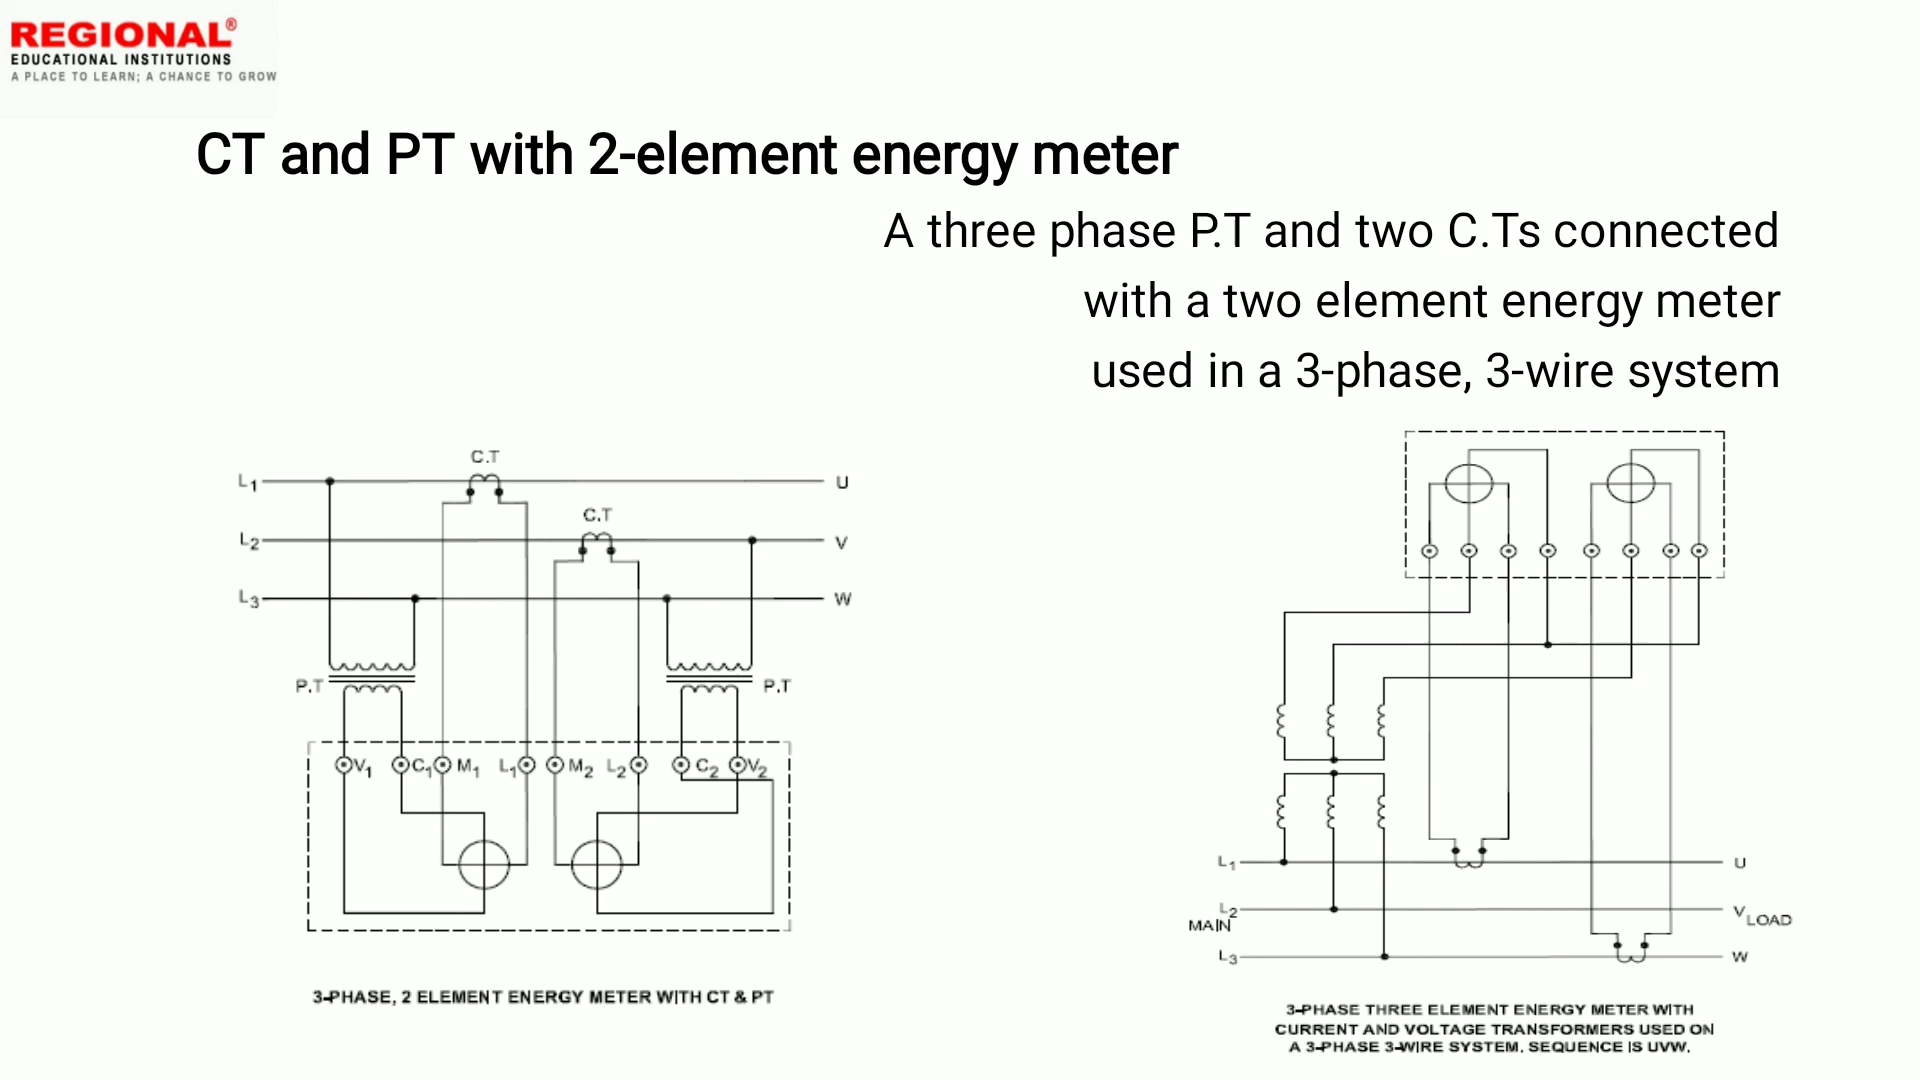 REGIONAL®
EDUCATIONAL INSTITUTIONS
A PLACE TO LEARN; A CHANCE TO GROW
CT and PT with 2-element energy meter
A three phase P.T and two C.Ts connected
with a two element energy meter
used in a 3-phase, 3-wire system
C.T
L1 U
C.T
L2 V
L3 W
P.T P.T
V1 C1 M1 L1 M2 L2 C2 V2
3-PHASE, 2 ELEMENT ENERGY METER WITH CT & PT
L1 U
L2 V
MAIN LOAD
L3 W
3-PHASE THREE ELEMENT ENERGY METER WITH
CURRENT AND VOLTAGE TRANSFORMERS USED ON
A 3-PHASE 3-WIRE SYSTEM. SEQUENCE IS UVW.